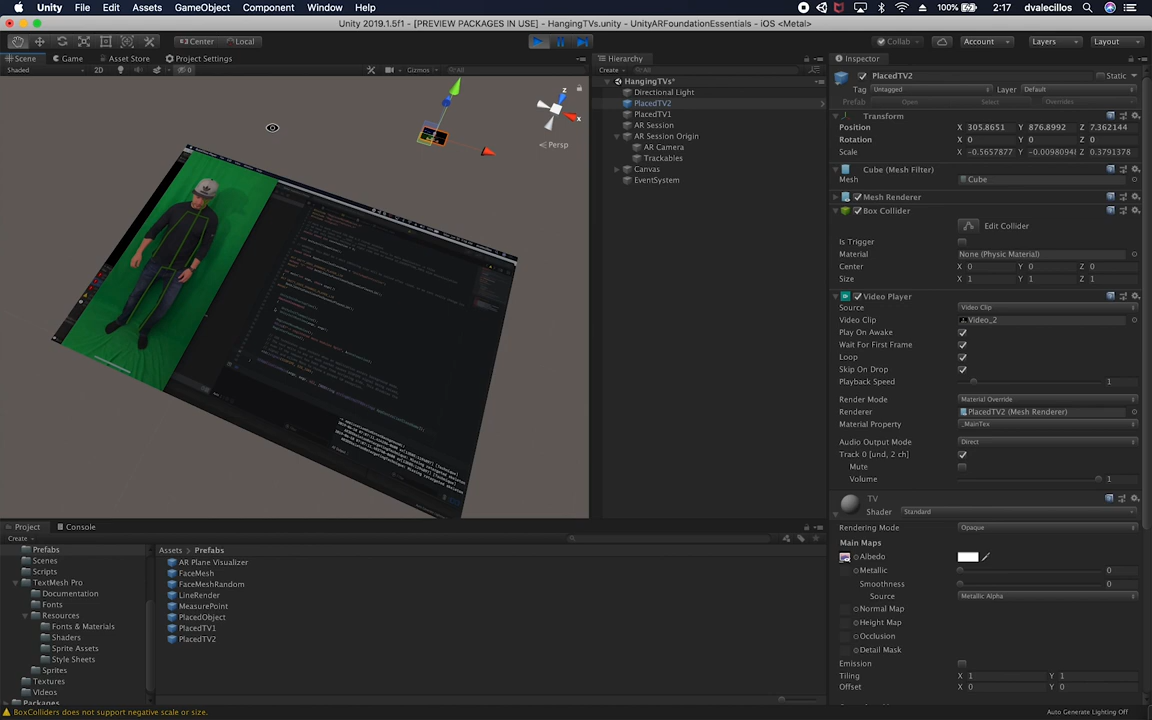 Unity File Edit Assets GameObject Component Window Help 100% 2:17 dvalecillos
Unity 2019.1.5f1 - [PREVIEW PACKAGES IN USE] - HangingTVs.unity - UnityARFoundationEssentials - iOS <Metal>
Center Local Collab Account Layers Layout
Scene Game Asset Store Project Settings
Shaded 2D 0 Gizmos All
z
x
Persp
Hierarchy
Create All
HangingTVs*
Directional Light
PlacedTV2
PlacedTV1
AR Session
AR Session Origin
AR Camera
Trackables
Canvas
EventSystem
Inspector
PlacedTV2 Static
Tag Untagged Layer Default
Prefab Open Select Overrides
Transform
Position X 305.8651 Y 876.8992 Z 7.362144
Rotation X 0 Y 0 Z 0
Scale X -0.5657877 Y -0.0098094 Z 0.3791378
Cube (Mesh Filter)
Mesh Cube
Mesh Renderer
Box Collider
Edit Collider
Is Trigger
Material None (Physic Material)
Center X 0 Y 0 Z 0
Size X 1 Y 1 Z 1
Video Player
Source Video Clip
Video Clip Video_2
Play On Awake
Wait For First Frame
Loop
Skip On Drop
Playback Speed 1
Render Mode Material Override
Renderer PlacedTV2 (Mesh Renderer)
Material Property _MainTex
Audio Output Mode Direct
Track 0 [und, 2 ch]
Mute
Volume 1
TV
Shader Standard
Rendering Mode Opaque
Main Maps
Albedo
Metallic 0
Smoothness 0
Source Metallic Alpha
Normal Map
Height Map
Occlusion
Detail Mask
Emission
Tiling X 1 Y 1
Offset X 0 Y 0
Project Console
Create
Prefabs
Scenes
Scripts
TextMesh Pro
Documentation
Fonts
Resources
Fonts & Materials
Shaders
Sprite Assets
Style Sheets
Sprites
Textures
Videos
Packages
Assets > Prefabs
AR Plane Visualizer
FaceMesh
FaceMeshRandom
LineRender
MeasurePoint
PlacedObject
PlacedTV1
PlacedTV2
BoxColliders does not support negative scale or size.
Auto Generate Lighting Off